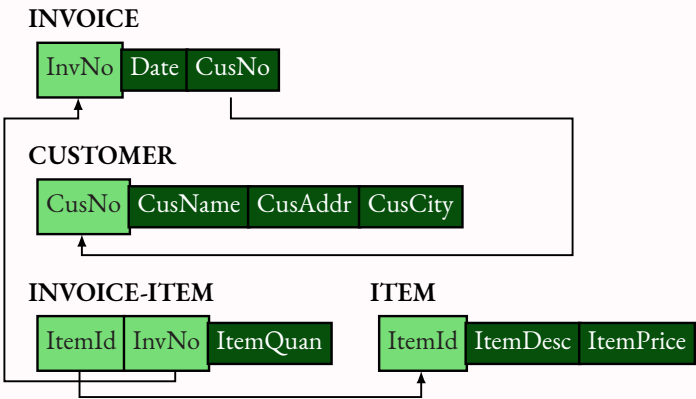 INVOICE
InvNo Date CusNo
CUSTOMER
CusNo CusName CusAddr CusCity
INVOICE-ITEM ITEM
ItemId InvNo ItemQuan ItemId ItemDesc ItemPrice